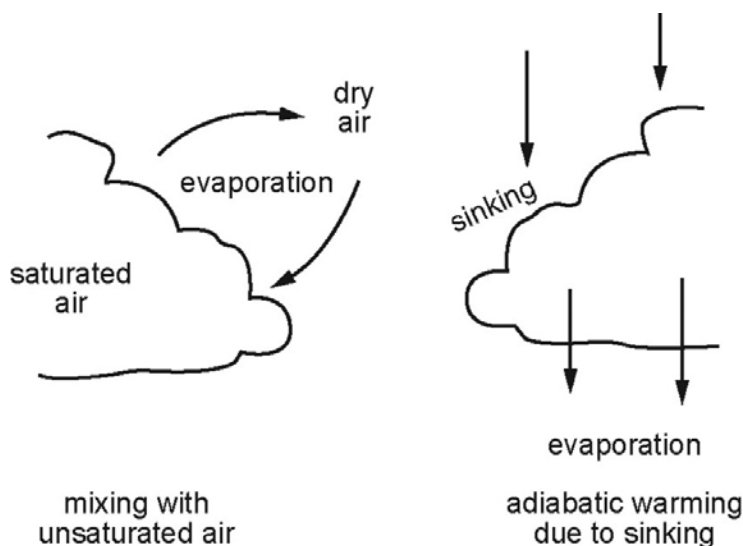 dry
air
evaporation
saturated
air
mixing with
unsaturated air
sinking
evaporation
adiabatic warming
due to sinking